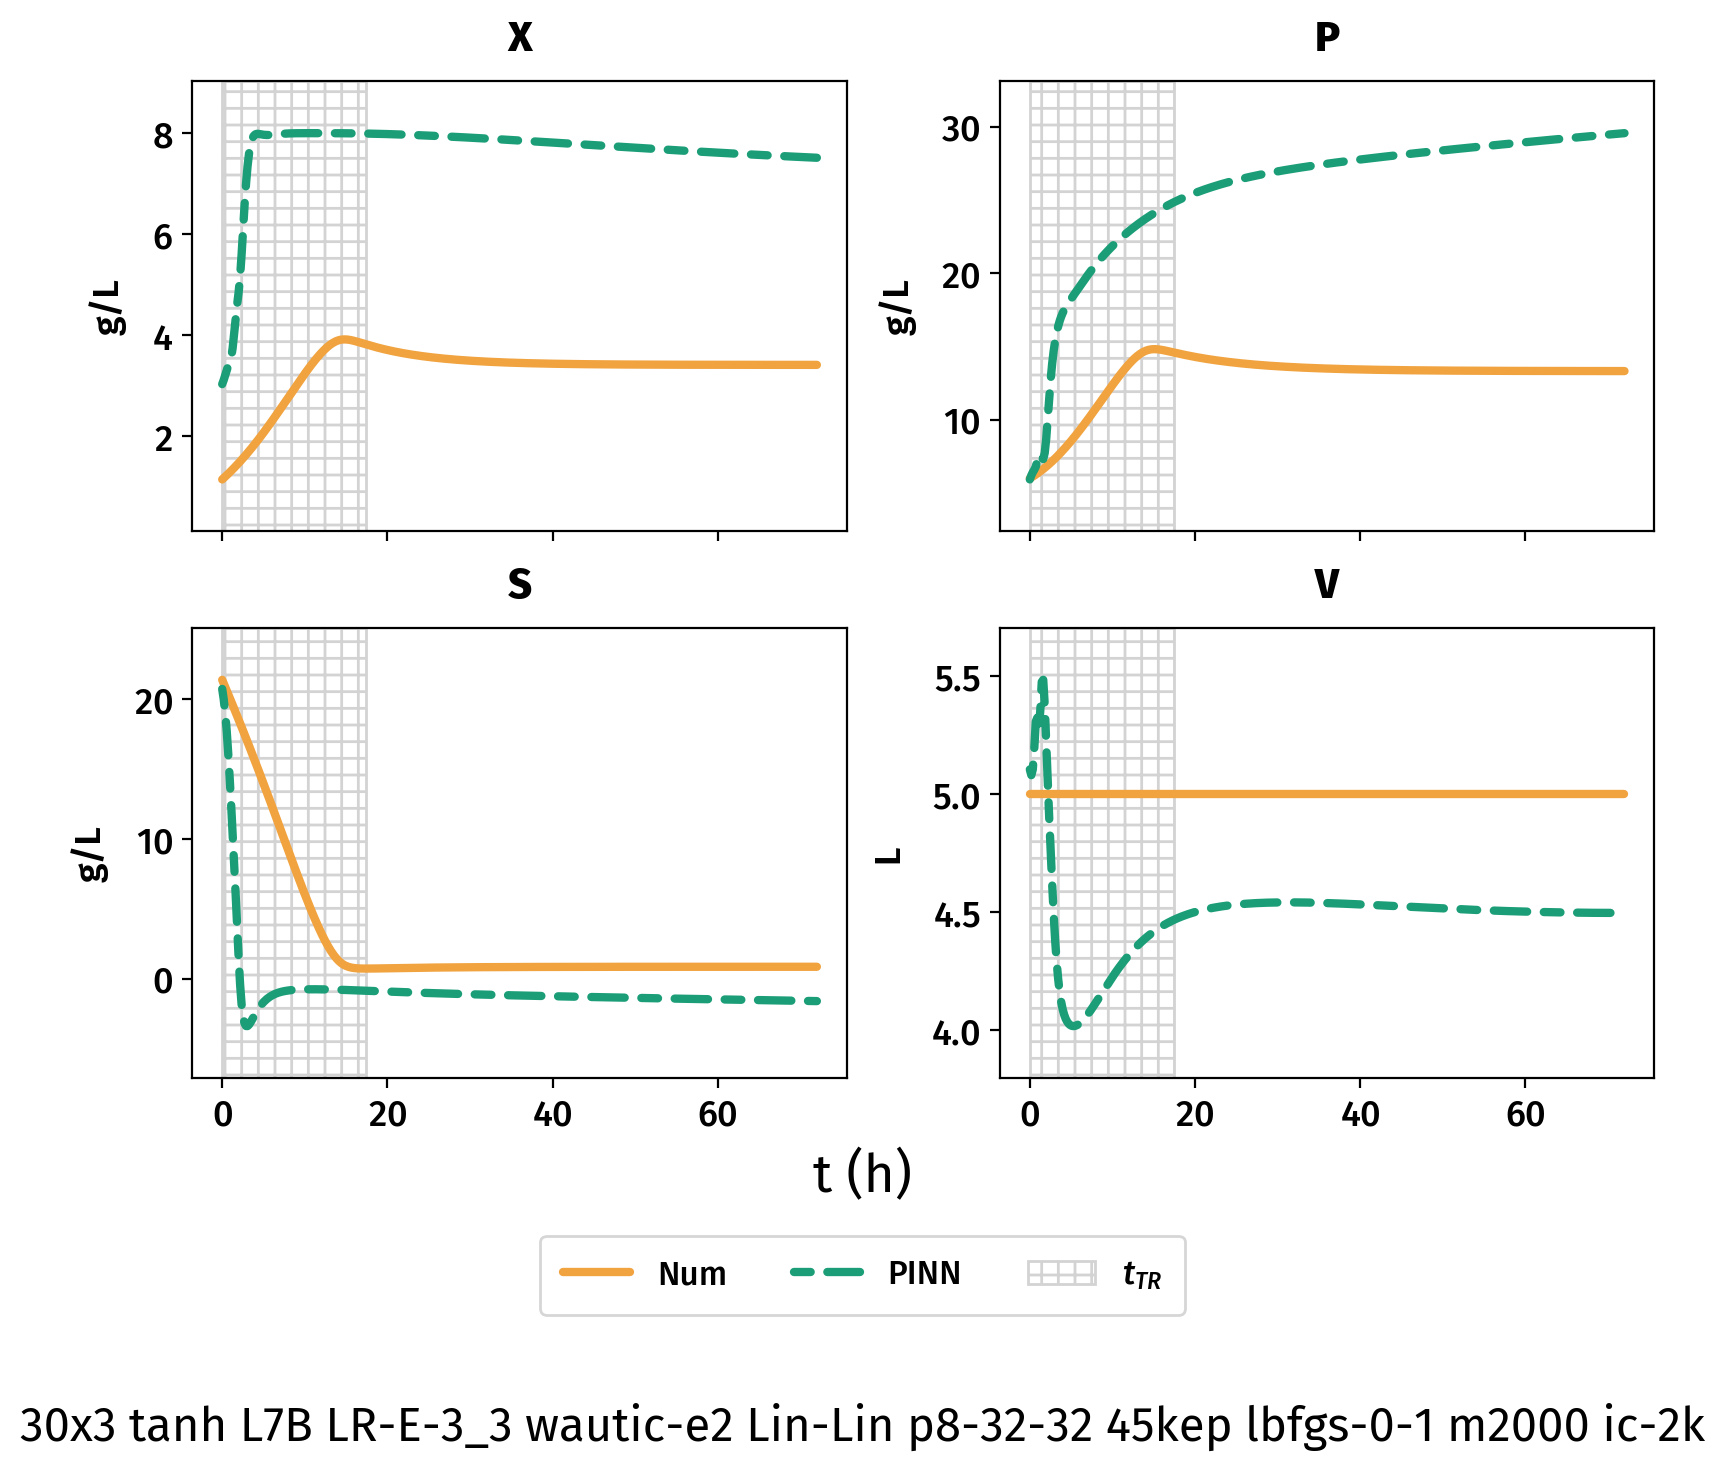 X
P
8
6
4
2
g/L
30
20
10
g/L
S
V
20
10
0
g/L
5.5
5.0
4.5
4.0
L
0 20 40 60
0 20 40 60
t (h)
Num PINN tTR
30x3 tanh L7B LR-E-3_3 wautic-e2 Lin-Lin p8-32-32 45kep lbfgs-0-1 m2000 ic-2k